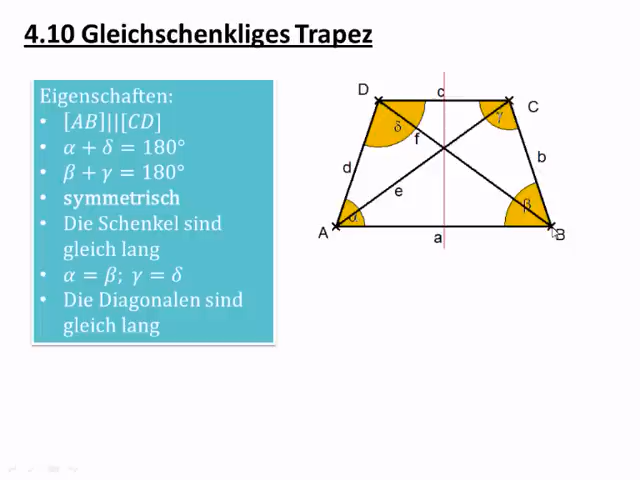 4.10 Gleichschenkliges Trapez
Eigenschaften:
• [AB]||[CD]
• α + δ = 180°
• β + γ = 180°
• symmetrisch
• Die Schenkel sind
gleich lang
• α = β; γ = δ
• Die Diagonalen sind
gleich lang
D
c
C
δ
γ
f
d
b
e
α
β
A
a
B